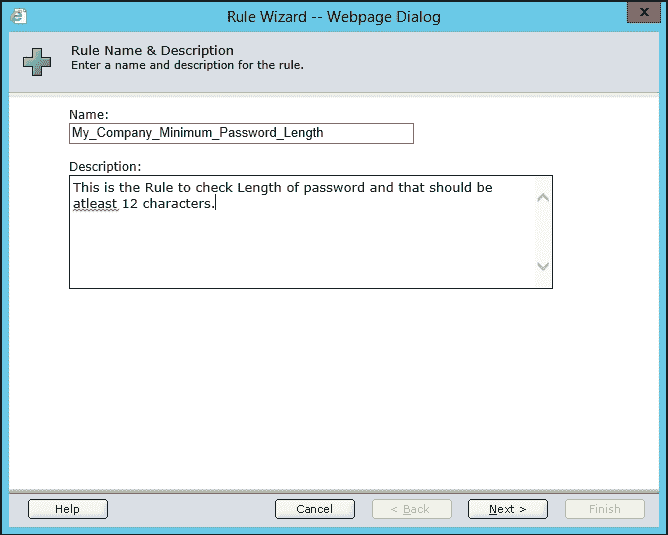 Rule Wizard -- Webpage Dialog
x
Rule Name & Description
Enter a name and description for the rule.
Name:
My_Company_Minimum_Password_Length
Description:
This is the Rule to check Length of password and that should be
atleast 12 characters.
Help
Cancel
< Back
Next >
Finish